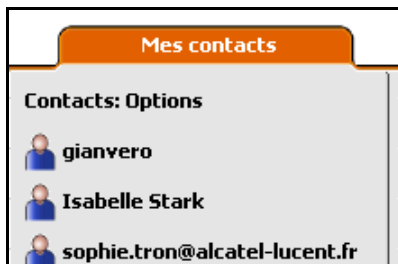 Mes contacts
Contacts: Options
gianvero
Isabelle Stark
sophie.tron@alcatel-lucent.fr